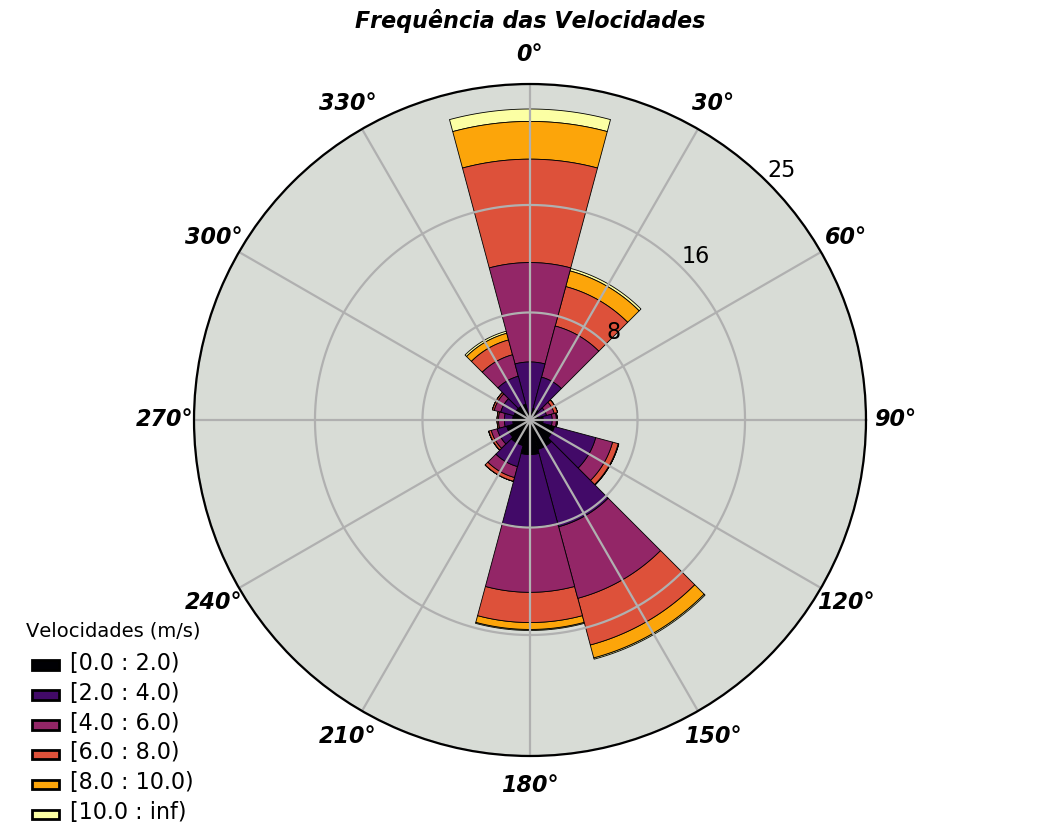 Frequência das Velocidades
0°
330°
30°
25
300°
60°
16
8
270°
90°
240°
120°
210°
150°
180°
Velocidades (m/s)
[0.0 : 2.0)
[2.0 : 4.0)
[4.0 : 6.0)
[6.0 : 8.0)
[8.0 : 10.0)
[10.0 : inf)